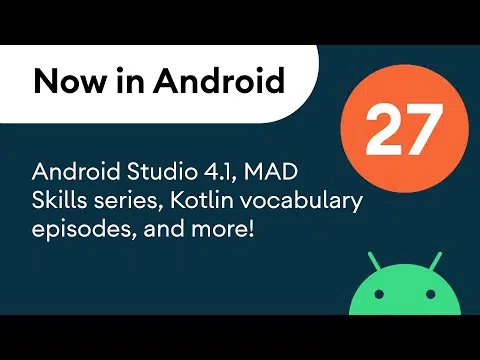 Now in Android
27
Android Studio 4.1, MAD
Skills series, Kotlin vocabulary
episodes, and more!